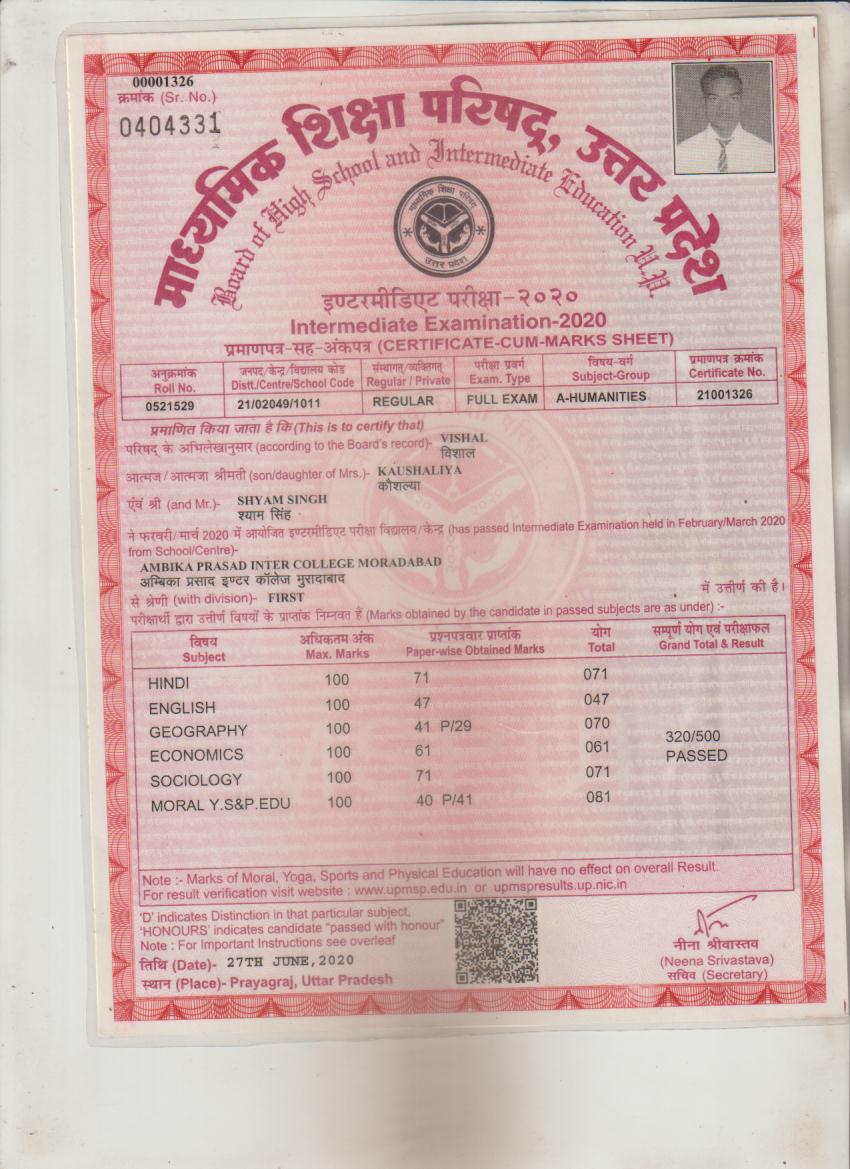 00001326
क्रमांक (Sr. No.)
0404331
माध्यमिक शिक्षा परिषद्, उत्तर प्रदेश
Board of High School and Intermediate Education U.P.
माध्यमिक शिक्षा परिषद्
उत्तर प्रदेश
इण्टरमीडिएट परीक्षा-२०२०
Intermediate Examination-2020
प्रमाणपत्र-सह-अंकपत्र (CERTIFICATE-CUM-MARKS SHEET)
अनुक्रमांक जनपद/केन्द्र/विद्यालय कोड संस्थागत्/व्यक्तिगत् परीक्षा प्रवर्ग विषय-वर्ग प्रमाणपत्र क्रमांक
Roll No. Distt./Centre/School Code Regular / Private Exam. Type Subject-Group Certificate No.
0521529 21/02049/1011 REGULAR FULL EXAM A-HUMANITIES 21001326
प्रमाणित किया जाता है कि (This is to certify that)
परिषद् के अभिलेखानुसार (according to the Board's record)- VISHAL
विशाल
आत्मज/आत्मजा श्रीमती (son/daughter of Mrs.)- KAUSHALIYA
कौशल्या
एंवं श्री (and Mr.)- SHYAM SINGH
श्याम सिंह
ने फरवरी/मार्च 2020 में आयोजित इण्टरमीडिएट परीक्षा विद्यालय/केन्द्र (has passed Intermediate Examination held in February/March 2020
from School/Centre)-
AMBIKA PRASAD INTER COLLEGE MORADABAD
अम्बिका प्रसाद इण्टर कॉलेज मुरादाबाद
से श्रेणी (with division)- FIRST में उत्तीर्ण की है।
परीक्षार्थी द्वारा उत्तीर्ण विषयों के प्राप्तांक निम्नवत हैं (Marks obtained by the candidate in passed subjects are as under) :-
विषय अधिकतम अंक प्रश्नपत्रवार प्राप्तांक योग सम्पूर्ण योग एवं परीक्षाफल
Subject Max. Marks Paper-wise Obtained Marks Total Grand Total & Result
HINDI 100 71 071
ENGLISH 100 47 047
GEOGRAPHY 100 41 P/29 070
320/500
ECONOMICS 100 61 061
PASSED
SOCIOLOGY 100 71 071
MORAL Y.S&P.EDU 100 40 P/41 081
Note :- Marks of Moral, Yoga, Sports and Physical Education will have no effect on overall Result.
For result verification visit website : www.upmsp.edu.in or upmspresults.up.nic.in
'D' indicates Distinction in that particular subject,
'HONOURS' indicates candidate "passed with honour"
Note : For Important Instructions see overleaf
तिथि (Date)- 27TH JUNE,2020
स्थान (Place)- Prayagraj, Uttar Pradesh
नीना श्रीवास्तव
(Neena Srivastava)
सचिव (Secretary)